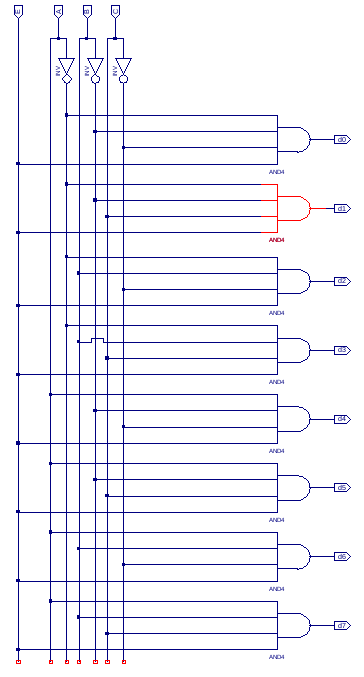 E A B C
INV INV INV
d0
AND4
d1
AND4
d2
AND4
d3
AND4
d4
AND4
d5
AND4
d6
AND4
d7
AND4